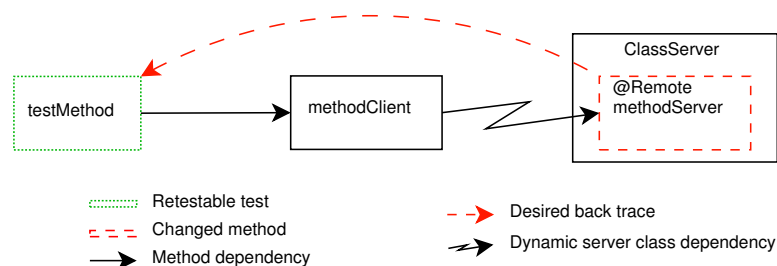 ClassServer
@Remote
methodServer
testMethod
methodClient
Retestable test
Changed method
Method dependency
Desired back trace
Dynamic server class dependency